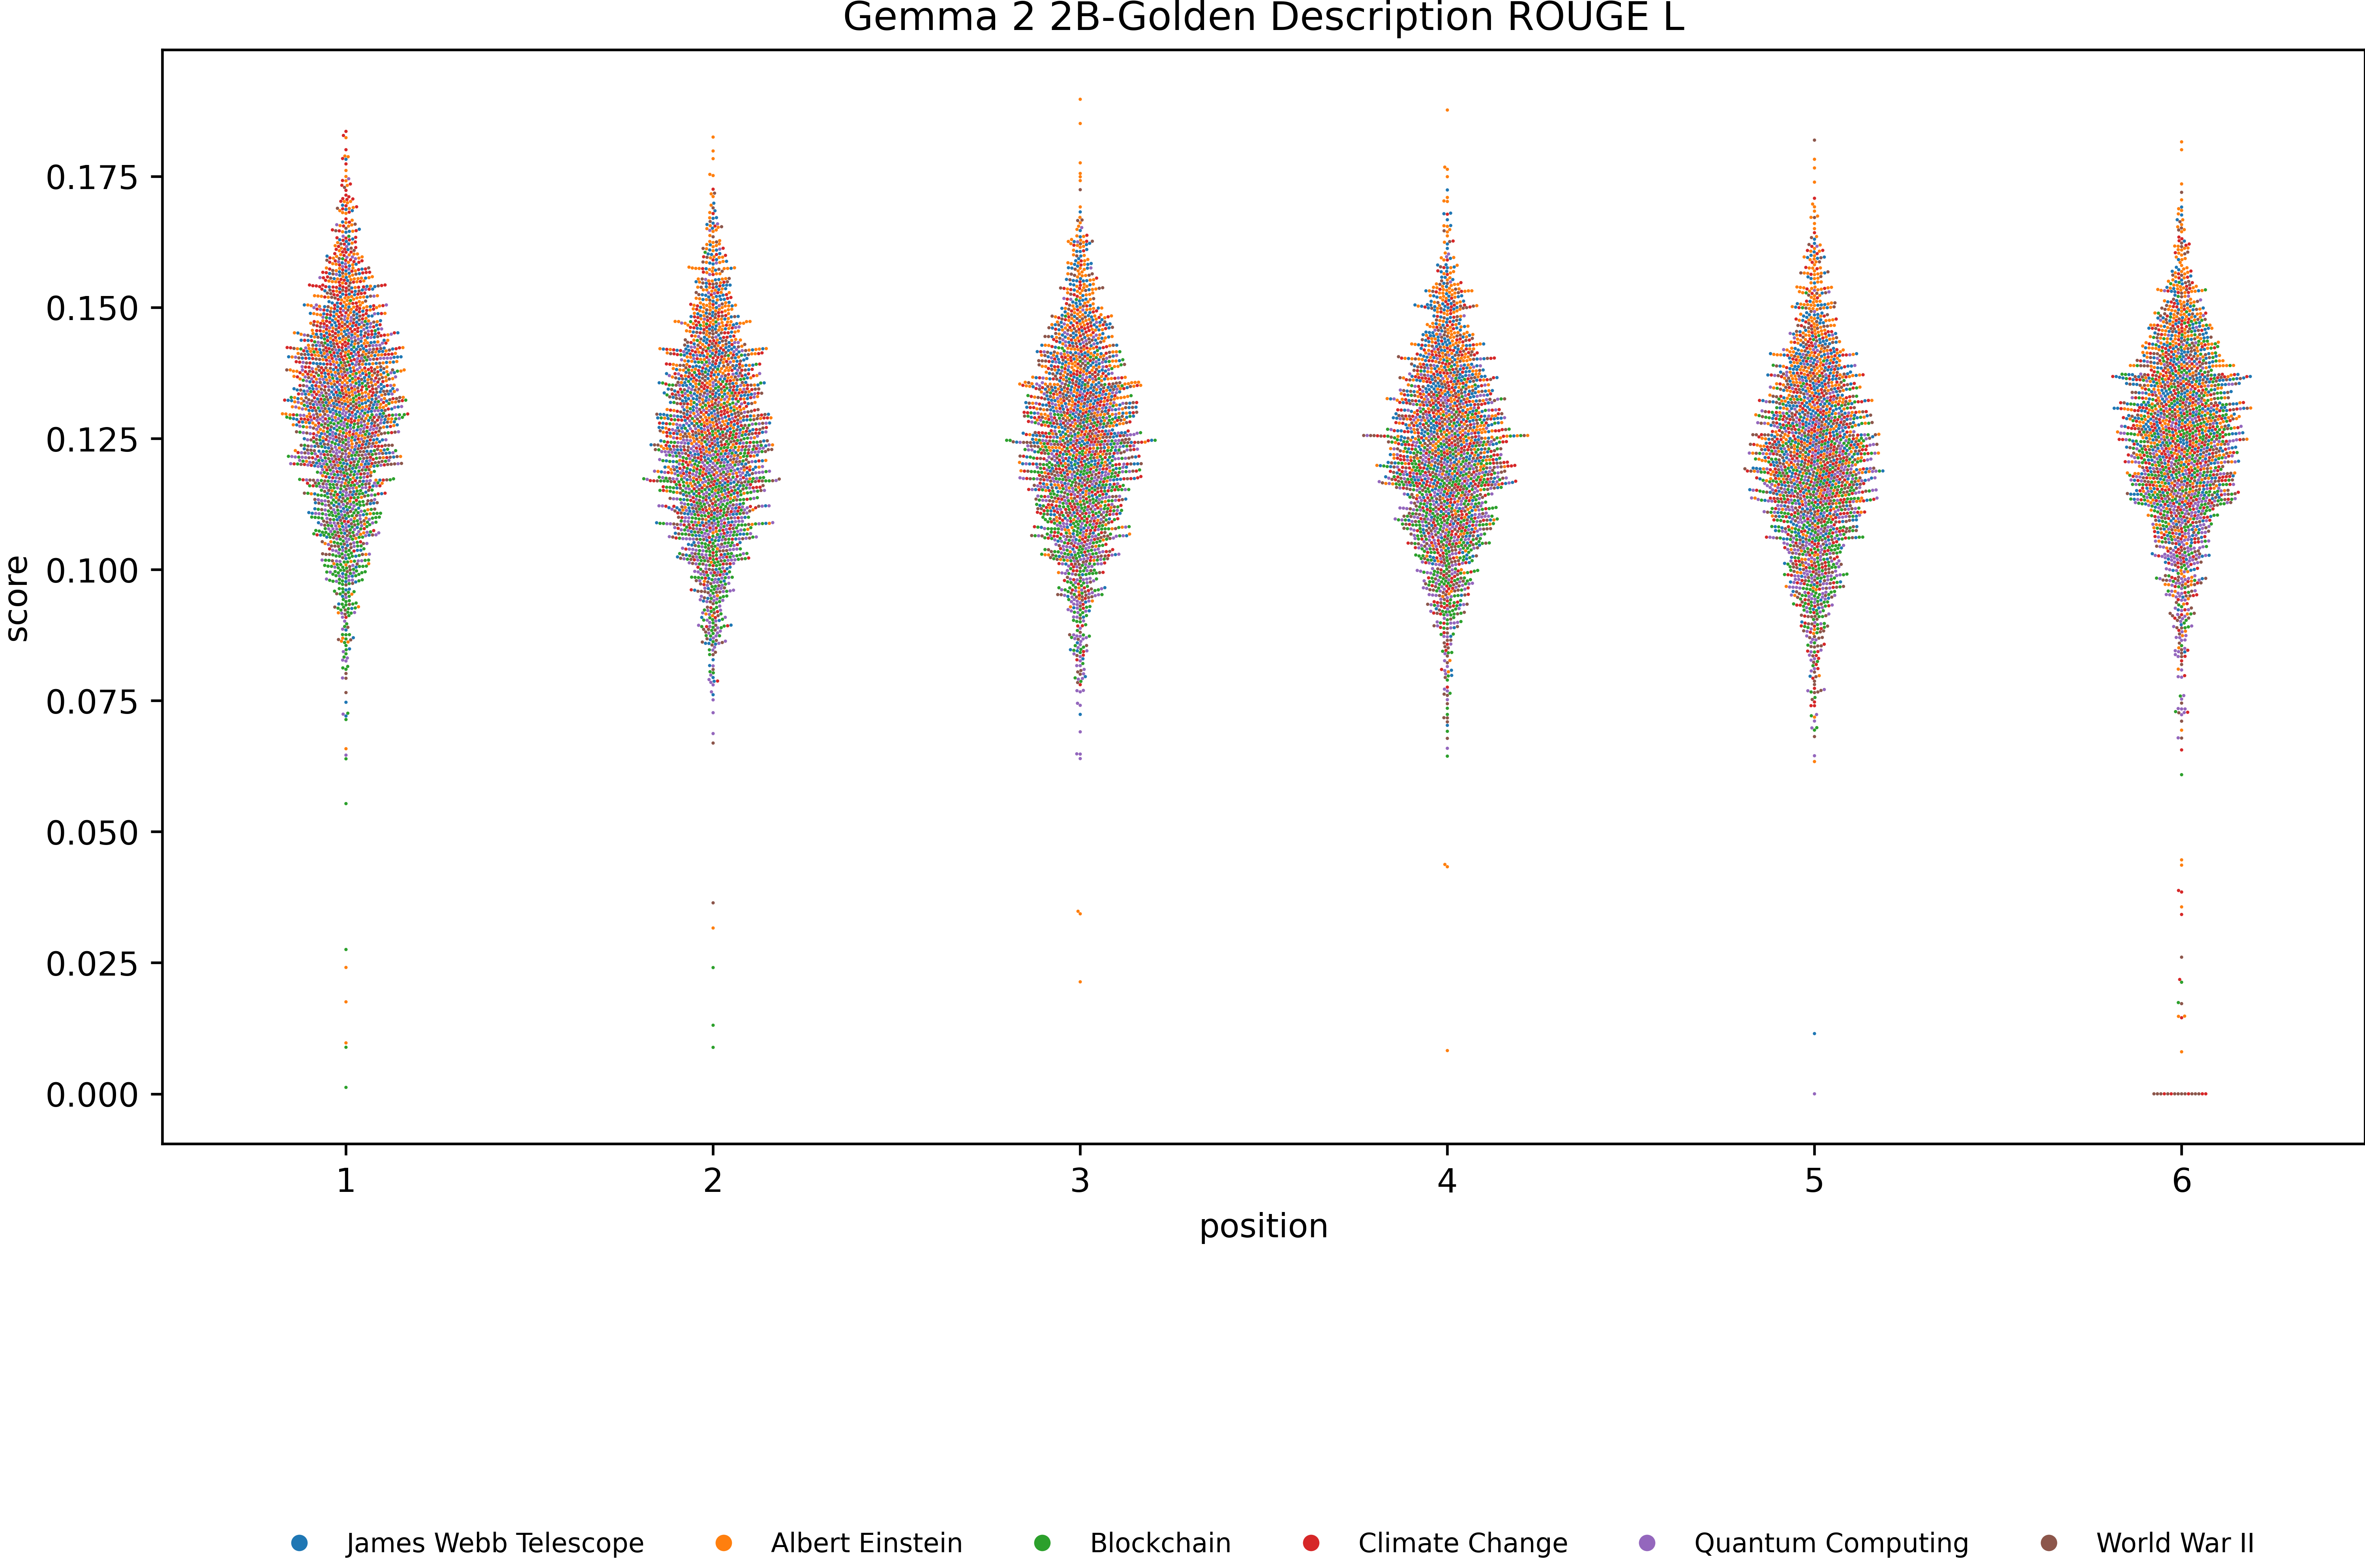 Gemma 2 2B-Golden Description ROUGE L
score
0.175
0.150
0.125
0.100
0.075
0.050
0.025
0.000
1 2 3 4 5 6
position
James Webb Telescope Albert Einstein Blockchain Climate Change Quantum Computing World War II